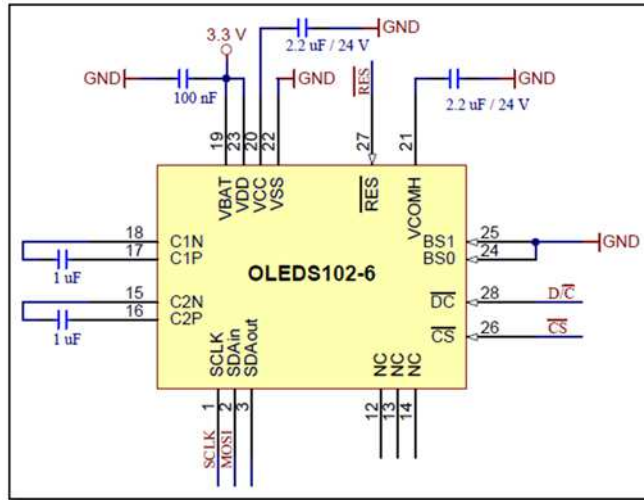 3.3 V
GND
100 nF
2.2 uF / 24 V
GND
GND
RES
2.2 uF / 24 V
GND
19
23
20
22
27
21
VBAT
VDD
VCC
VSS
RES
VCOMH
18
C1N
17
C1P
1 uF
15
C2N
16
C2P
1 uF
OLEDS102-6
BS1
25
BS0
24
GND
DC
28
D/C
CS
26
CS
SCLK
SDAin
SDAout
NC
NC
NC
1
2
3
12
13
14
SCLK
MOSI